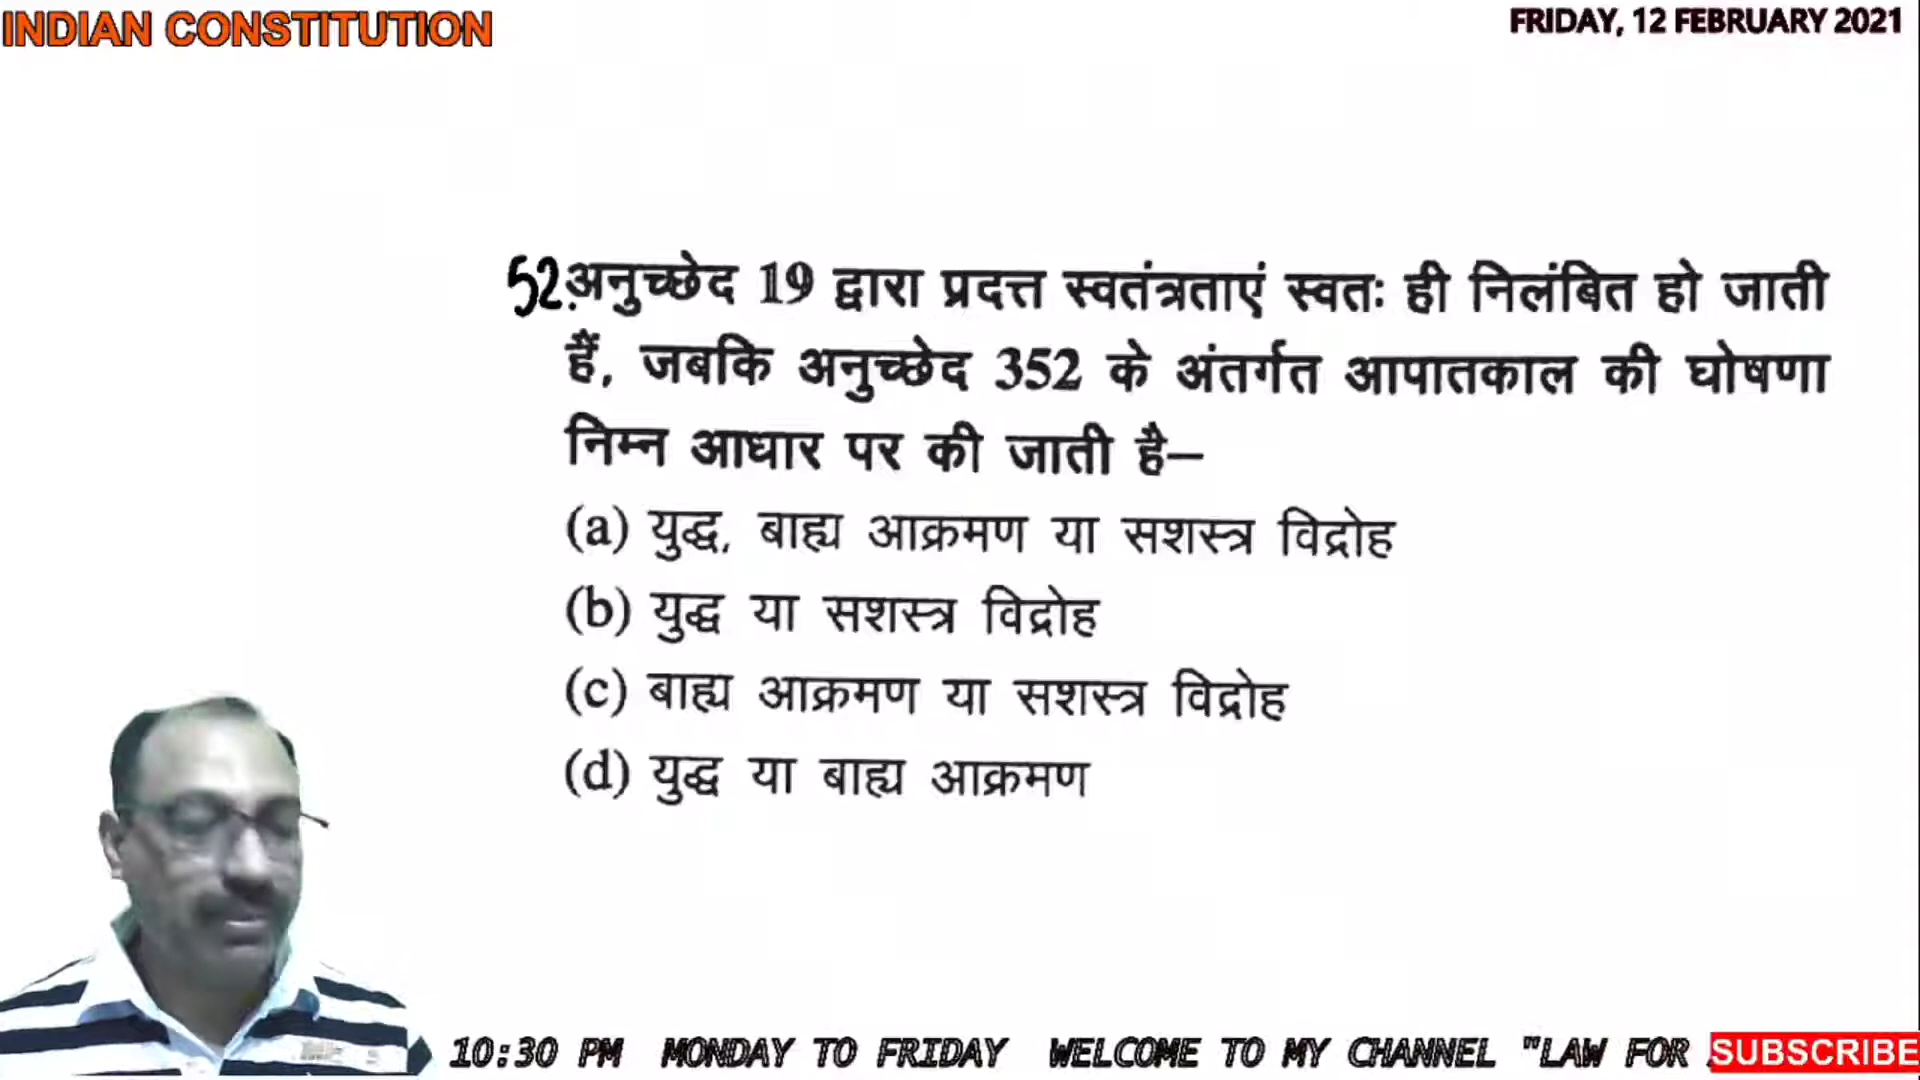 INDIAN CONSTITUTION
FRIDAY, 12 FEBRUARY 2021
52. अनुच्छेद 19 द्वारा प्रदत्त स्वतंत्रताएं स्वतः ही निलंबित हो जाती
हैं, जबकि अनुच्छेद 352 के अंतर्गत आपातकाल की घोषणा
निम्न आधार पर की जाती है–
(a) युद्ध, बाह्य आक्रमण या सशस्त्र विद्रोह
(b) युद्ध या सशस्त्र विद्रोह
(c) बाह्य आक्रमण या सशस्त्र विद्रोह
(d) युद्ध या बाह्य आक्रमण
10:30 PM MONDAY TO FRIDAY WELCOME TO MY CHANNEL "LAW FOR
SUBSCRIBE